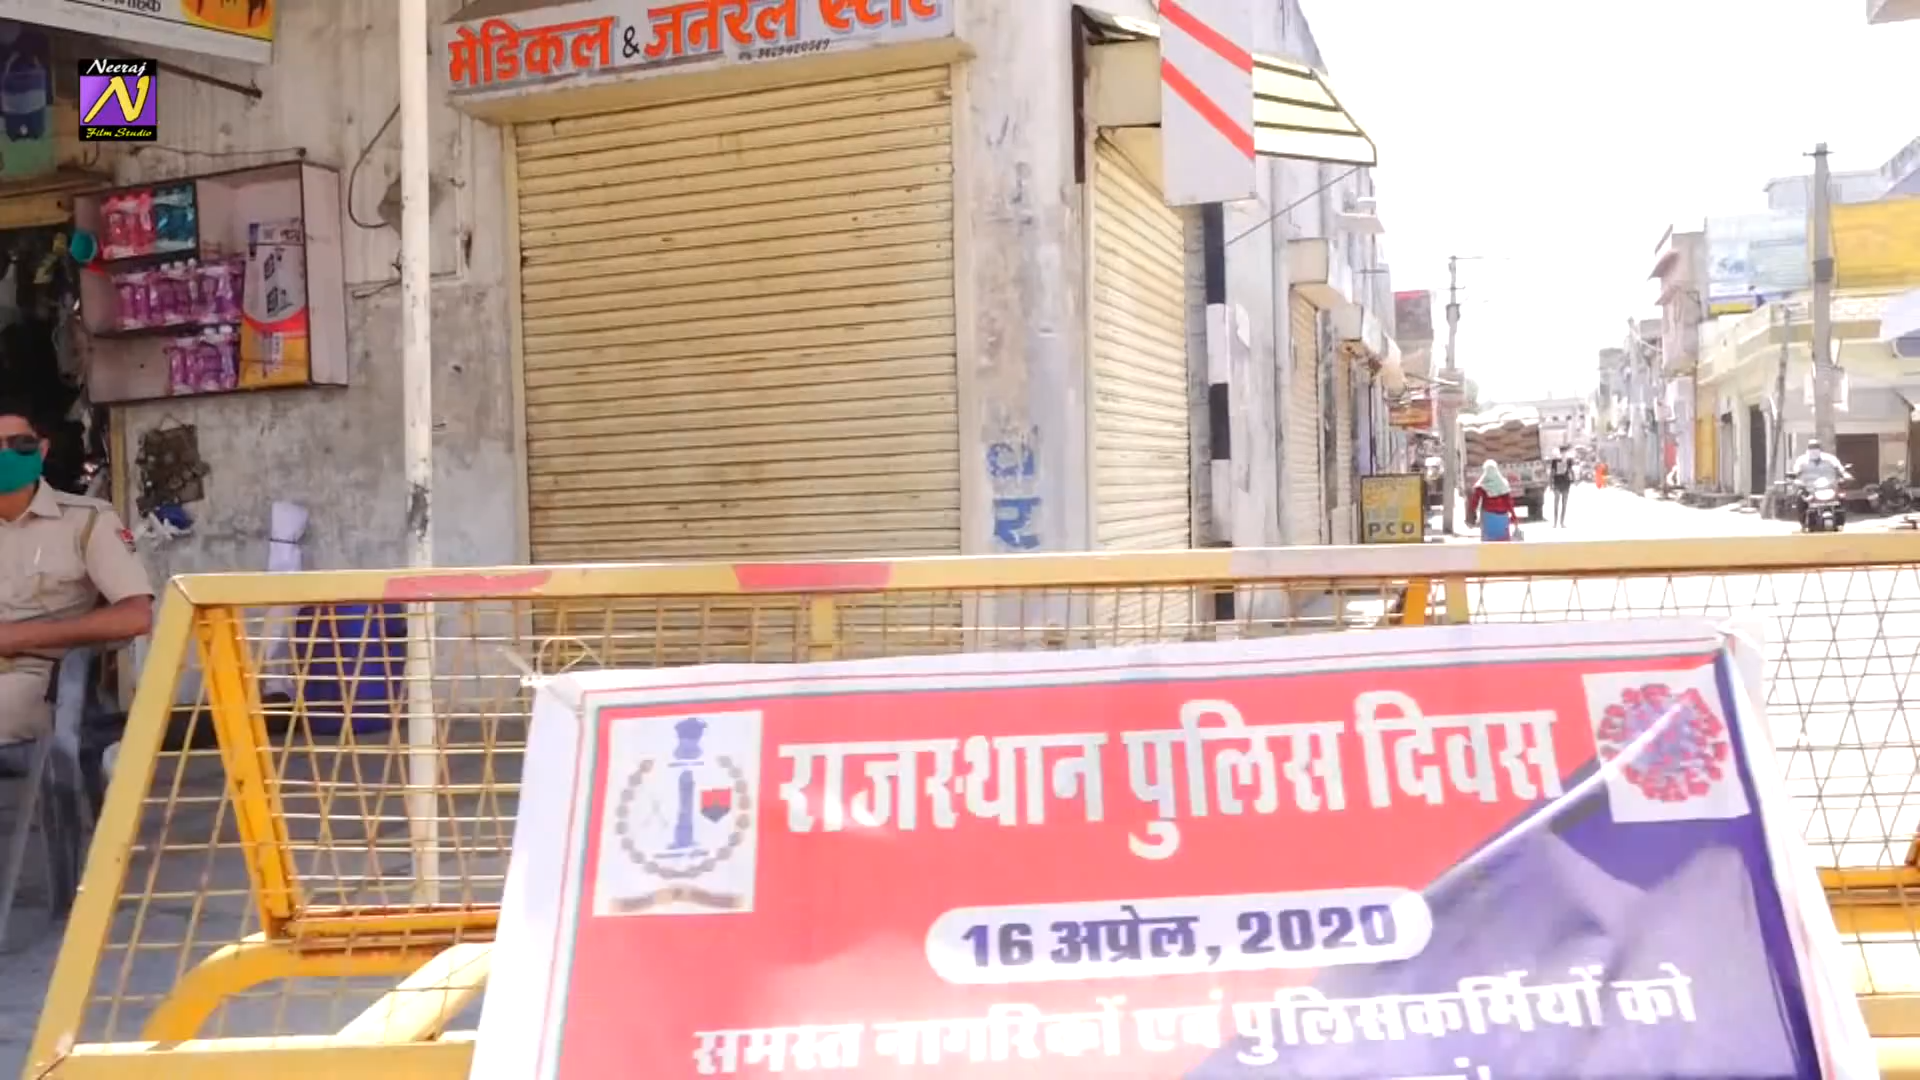 Neeraj
N
Film Studio
मेडिकल & जनरल स्टोर
PCO
राजस्थान पुलिस दिवस
16 अप्रेल, 2020
समस्त नागरिकों एवं पुलिसकर्मियों को